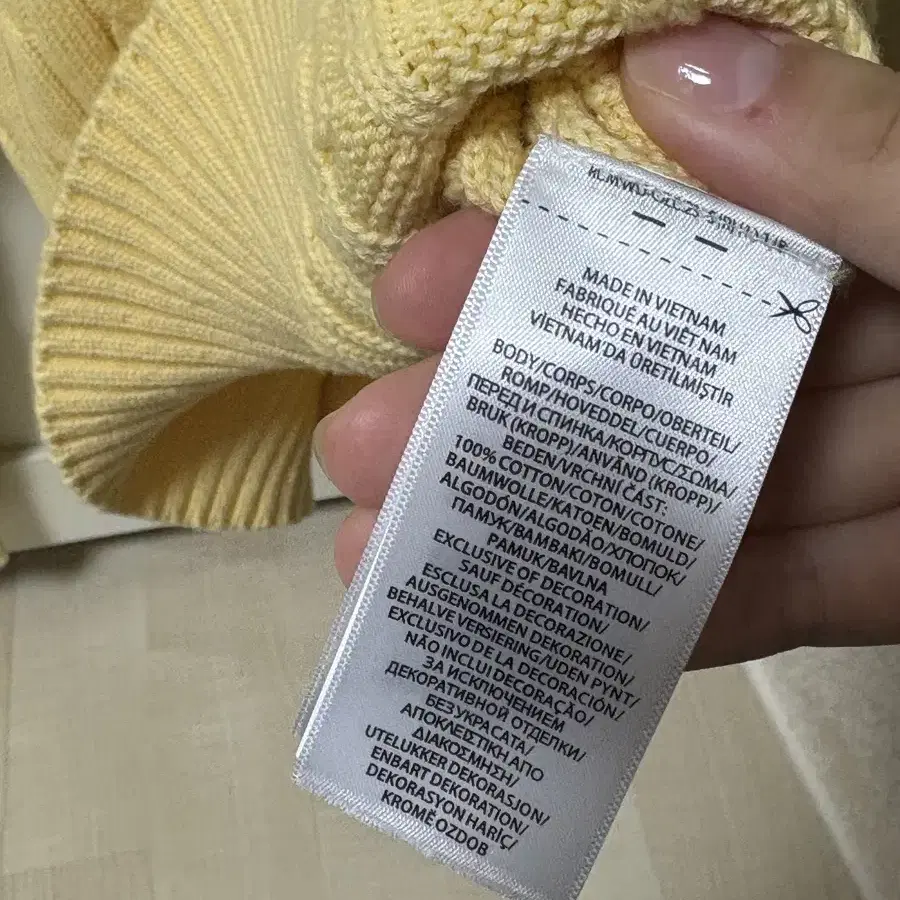 MADE IN VIETNAM
FABRIQUÉ AU VIÊT NAM
HECHO EN VIETNAM
VIETNAM'DA ÜRETİLMİŞTİR
BODY/CORPS/CORPO/OBERTEIL/
ROMP/HOVEDDEL/CUERPO/
ПЕРЕД И СПИНКА/КОРПУС/ΣΩΜΑ/
BRUK (KROPP)/ANVÄND (KROPP)/
BEDEN/VRCHNÍ ČÁST:
100% COTTON/COTON/COTONE/
BAUMWOLLE/KATOEN/BOMULD/
ALGODÓN/ALGODÃO/ХЛОПОК/
ПАМУК/ΒΑΜΒΑΚΙ/BOMULL/
PAMUK/BAVLNA
EXCLUSIVE OF DECORATION/
SAUF DÉCORATION/
ESCLUSA LA DECORAZIONE/
AUSGENOMMEN DEKORATION/
BEHALVE VERSIERING/UDEN PYNT/
EXCLUSIVO DE LA DECORACIÓN/
NÃO INCLUI DECORAÇÃO/
ЗА ИСКЛЮЧЕНИЕМ
ДЕКОРАТИВНОЙ ОТДЕЛКИ/
БЕЗ УКРАСАТА/
ΑΠΟΚΛΕΙΣΤΙΚΗ ΑΠΟ
ΔΙΑΚΟΣΜΗΣΗ/
UTELUKKER DEKORASJON/
ENBART DEKORATION/
DEKORASYON HARİÇ/
KROMĚ OZDOB